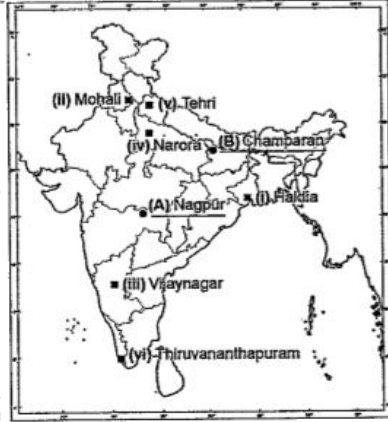 (ii) Mohali
(v) Tehri
(iv) Narora
(B) Champaran
(A) Nagpur
(i) Haldia
(iii) Vijaynagar
(vi) Thiruvananthapuram